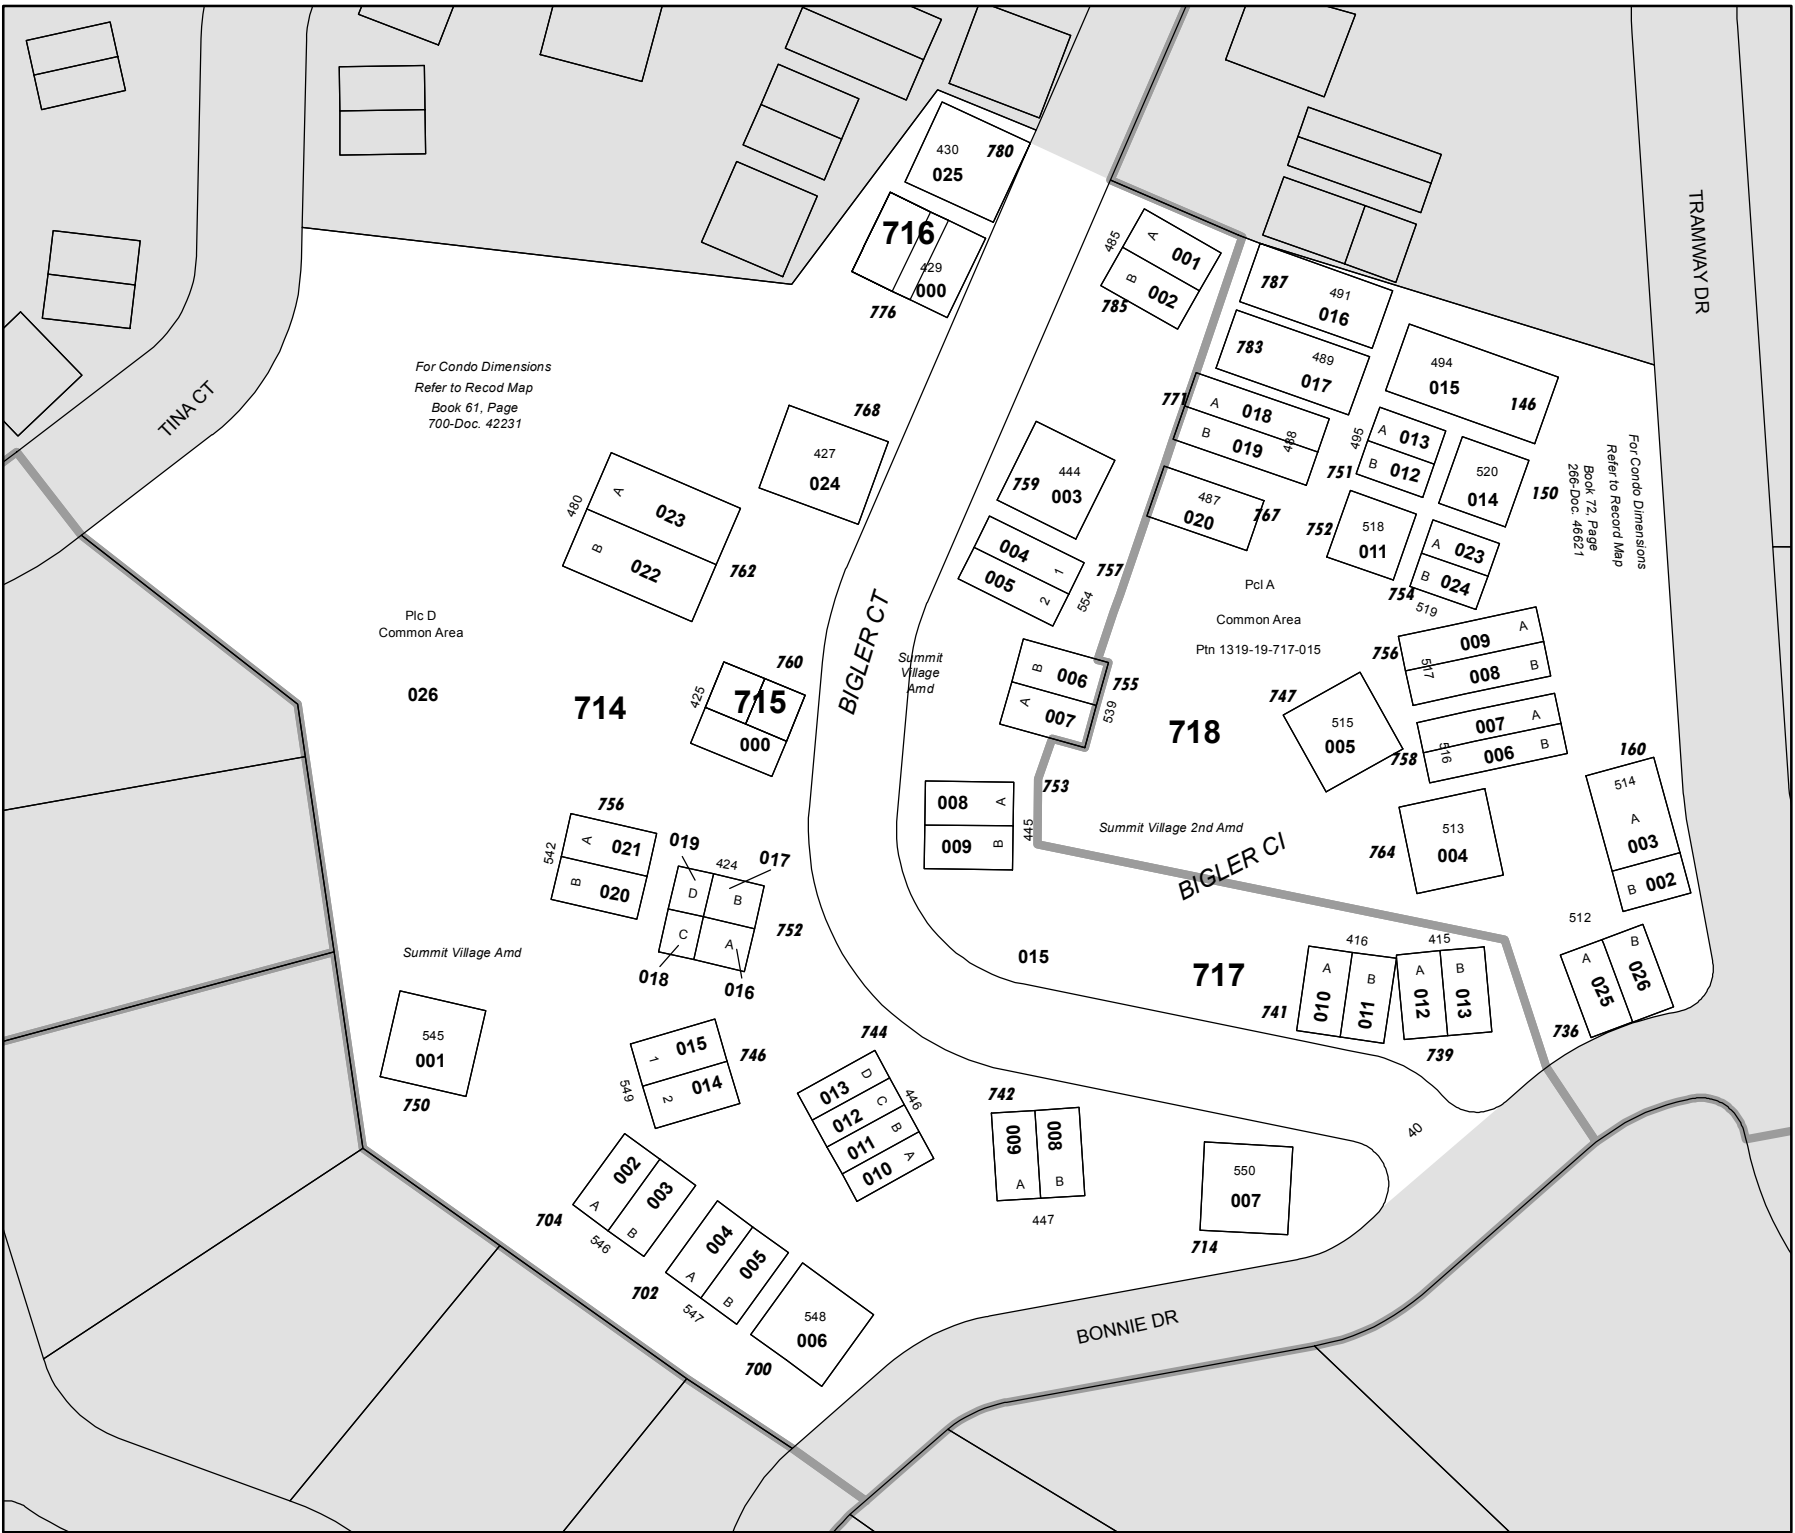 430
780
025
716
429
000
776
485
A
001
B
002
785
787
491
016
783
489
017
494
015
146
771
A
018
B
019
488
495
A
013
B
012
751
520
014
150
487
020
767
752
518
011
A
023
B
024
754
519
TRAMWAY DR
For Condo Dimensions
Refer to Record Map
Book 72, Page
266-Doc. 46621
TINA CT
For Condo Dimensions
Refer to Recod Map
Book 61, Page
700-Doc. 42231
768
427
024
480
A
023
B
022
762
444
759
003
004
1
005
2
757
554
Plc D
Common Area
026
714
760
425
715
000
BIGLER CT
Summit
Village
Amd
B
006
A
007
755
539
Pcl A
Common Area
Ptn 1319-19-717-015
718
756
009
A
517
008
B
747
515
005
007
A
758
516
006
B
160
514
A
003
B
002
753
008
A
009
B
445
Summit Village 2nd Amd
BIGLER CI
764
513
004
756
542
A
021
B
020
019
424
017
D
B
C
A
752
018
016
Summit Village Amd
015
717
416
415
A
010
B
011
741
A
012
B
013
739
512
A
025
B
026
736
545
001
750
1
015
746
2
014
549
744
013
D
012
C
446
011
B
010
A
742
009
008
A
B
447
40
550
007
714
002
A
003
B
704
546
004
A
005
B
702
547
548
006
700
BONNIE DR